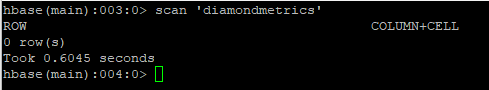 hbase(main):003:0> scan 'diamondmetrics'
ROW COLUMN+CELL
0 row(s)
Took 0.6045 seconds
hbase(main):004:0>